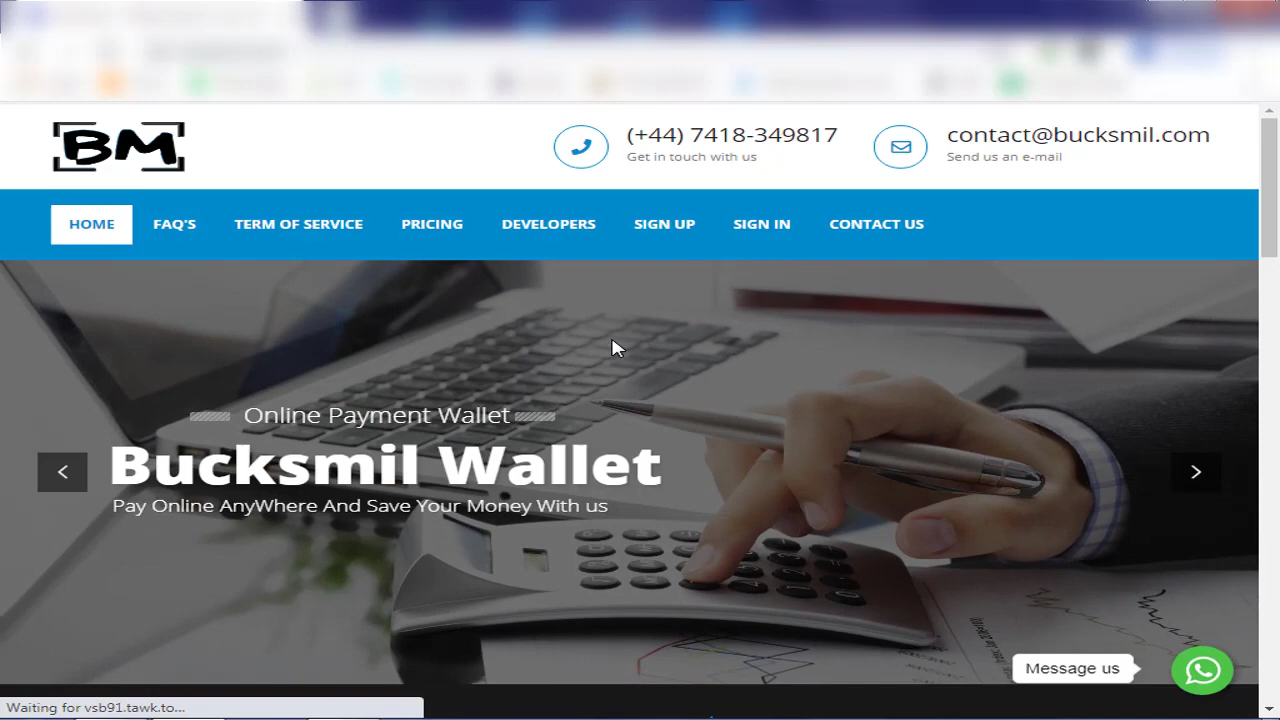 BM
(+44) 7418-349817
Get in touch with us
contact@bucksmil.com
Send us an e-mail
HOME FAQ'S TERM OF SERVICE PRICING DEVELOPERS SIGN UP SIGN IN CONTACT US
Online Payment Wallet
Bucksmil Wallet
Pay Online AnyWhere And Save Your Money With us
Message us
Waiting for vsb91.tawk.to...